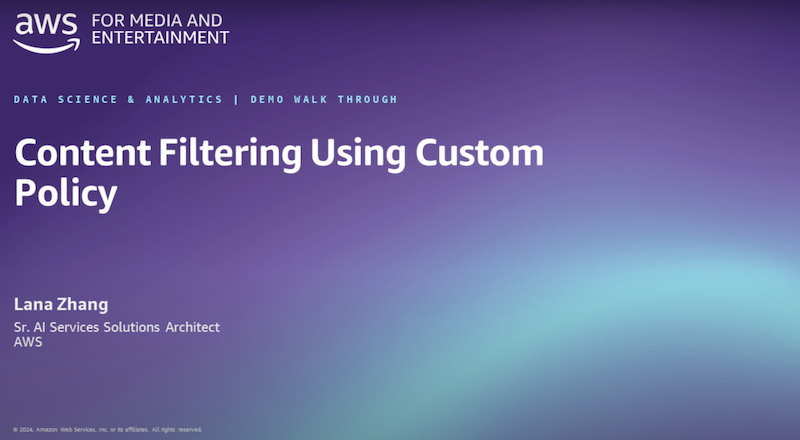 aws
FOR MEDIA AND
ENTERTAINMENT
DATA SCIENCE & ANALYTICS | DEMO WALK THROUGH
Content Filtering Using Custom
Policy
Lana Zhang
Sr. AI Services Solutions Architect
AWS
© 2024, Amazon Web Services, Inc. or its affiliates. All rights reserved.